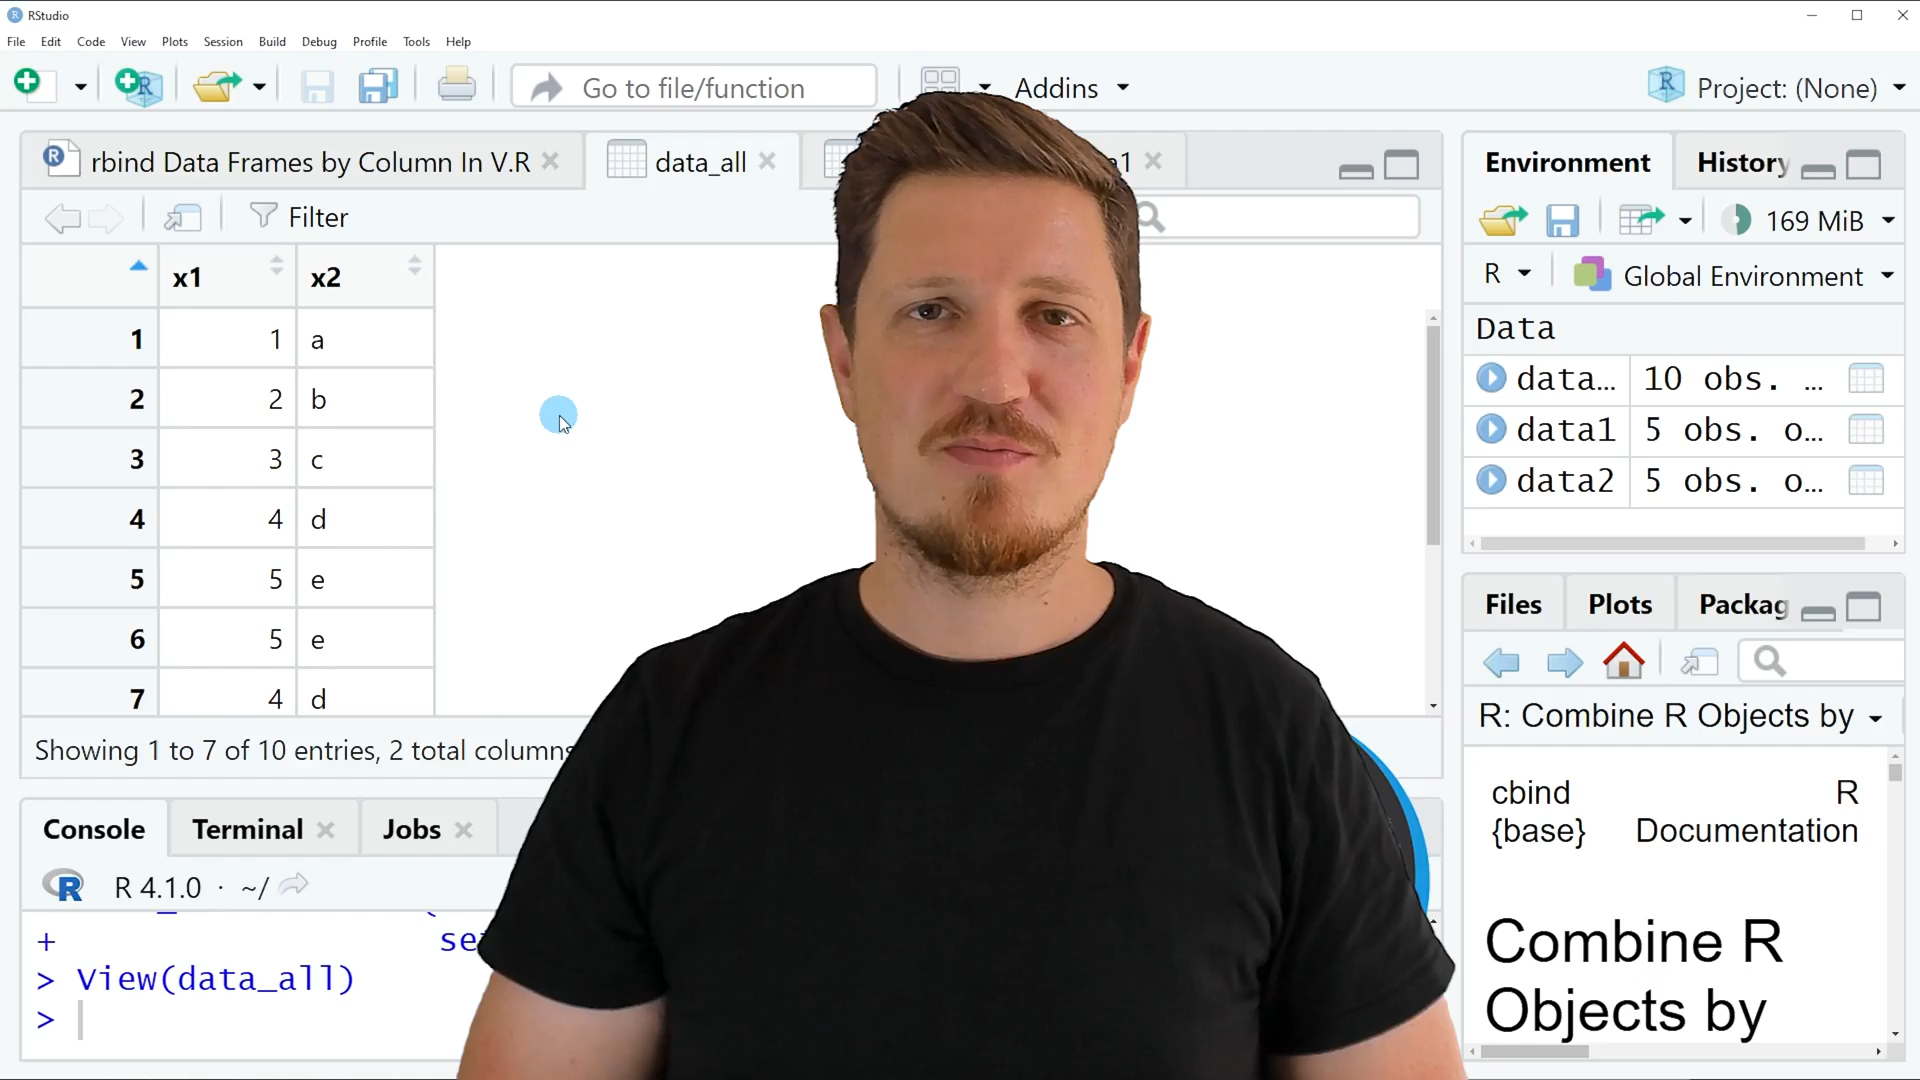 RStudio
File Edit Code View Plots Session Build Debug Profile Tools Help
Go to file/function
Addins
Project: (None)
rbind Data Frames by Column In V.R
data_all
Filter
x1 x2
1 1 a
2 2 b
3 3 c
4 4 d
5 5 e
6 5 e
7 4 d
Showing 1 to 7 of 10 entries, 2 total columns
Console Terminal Jobs
R 4.1.0 · ~/
+ se
> View(data_all)
>
Environment History
169 MiB
R Global Environment
Data
data... 10 obs. ...
data1 5 obs. o...
data2 5 obs. o...
Files Plots Packag
R: Combine R Objects by
cbind R
{base} Documentation
Combine R
Objects by